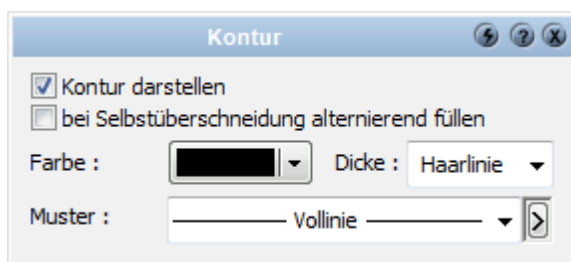 Kontur
Kontur darstellen
bei Selbstüberschneidung alternierend füllen
Farbe : Dicke : Haarlinie
Muster : Vollinie